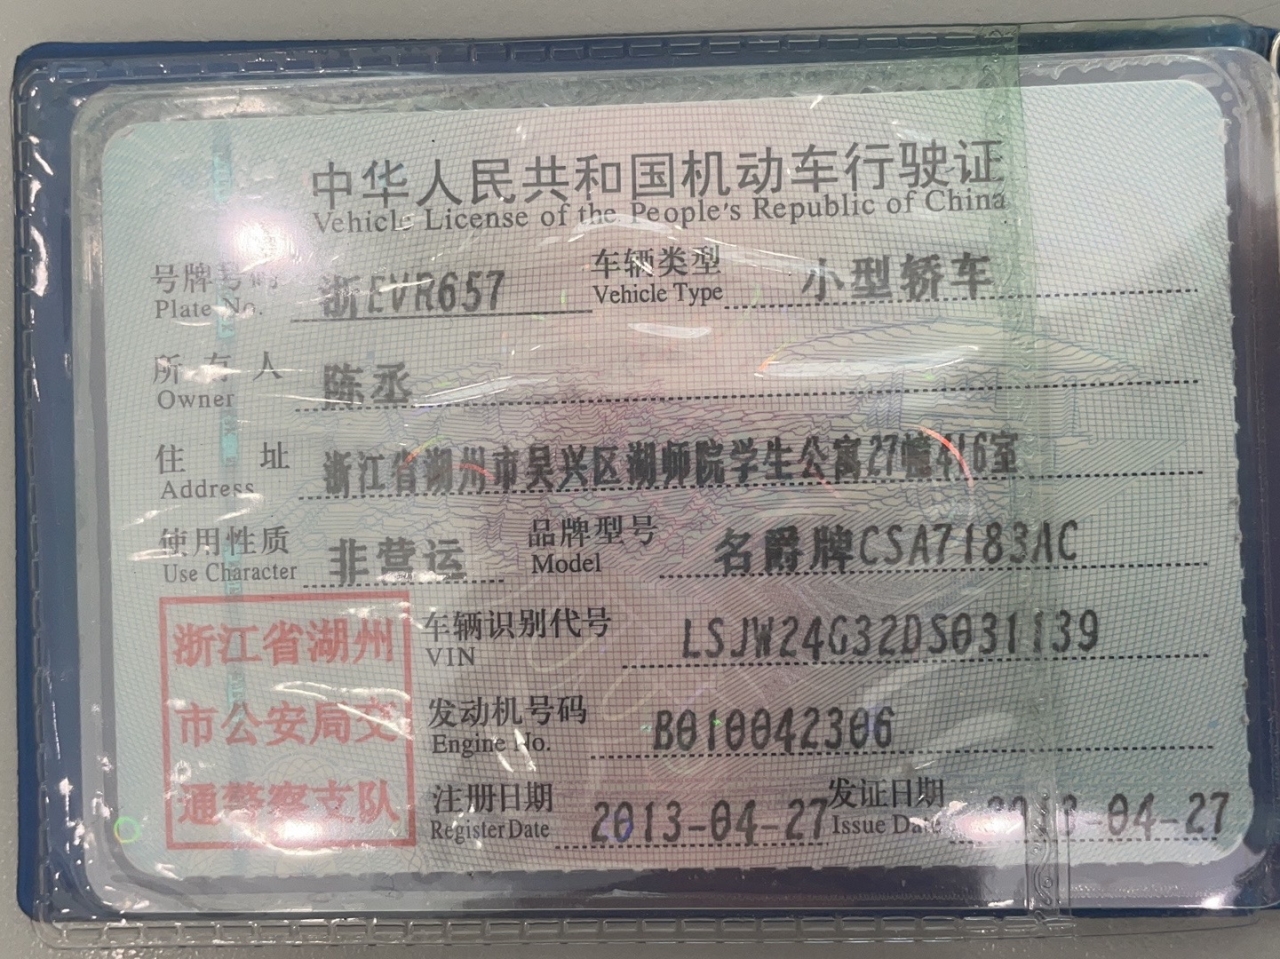 中华人民共和国机动车行驶证
Vehicle License of the People's Republic of China
号牌号码 浙EVR657 车辆类型 小型轿车
Plate No. Vehicle Type
所有人 陈丞
Owner
住址 浙江省湖州市吴兴区湖师院学生公寓27幢416室
Address
使用性质 非营运 品牌型号 名爵牌CSA7183AC
Use Character Model
浙江省湖州
市公安局交
通警察支队
车辆识别代号 LSJW24G32DS031139
VIN
发动机号码 B010042306
Engine No.
注册日期 2013-04-27 发证日期 2013-04-27
Register Date Issue Date